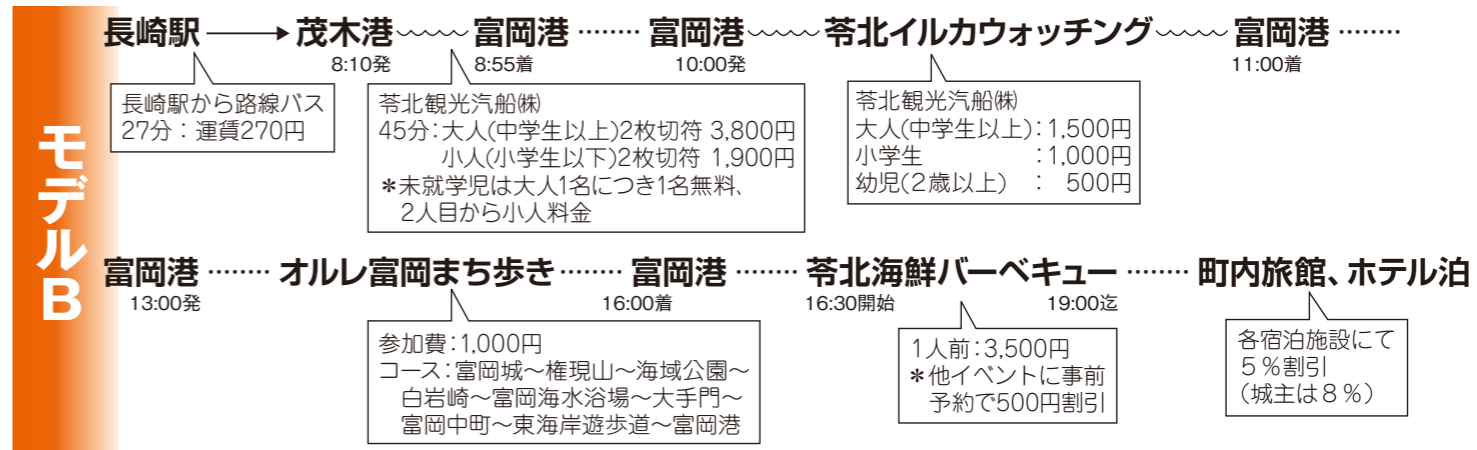 モデルB
長崎駅 → 茂木港 富岡港 ……… 富岡港 苓北イルカウォッチング 富岡港 ………
8:10発 8:55着 10:00発 11:00着
長崎駅から路線バス
27分：運賃270円
苓北観光汽船㈱
45分：大人(中学生以上)2枚切符 3,800円
小人(小学生以下)2枚切符 1,900円
＊未就学児は大人1名につき1名無料、
2人目から小人料金
苓北観光汽船㈱
大人(中学生以上)：1,500円
小学生 ：1,000円
幼児(２歳以上) ： 500円
富岡港 ……… オルレ富岡まち歩き ……… 富岡港 ……… 苓北海鮮バーベキュー ……… 町内旅館、ホテル泊
13:00発 16:00着 16:30開始 19:00迄
参加費：1,000円
コース：富岡城～権現山～海域公園～
白岩崎～富岡海水浴場～大手門～
富岡中町～東海岸遊歩道～富岡港
１人前：3,500円
＊他イベントに事前
予約で500円割引
各宿泊施設にて
５％割引
（城主は８％）